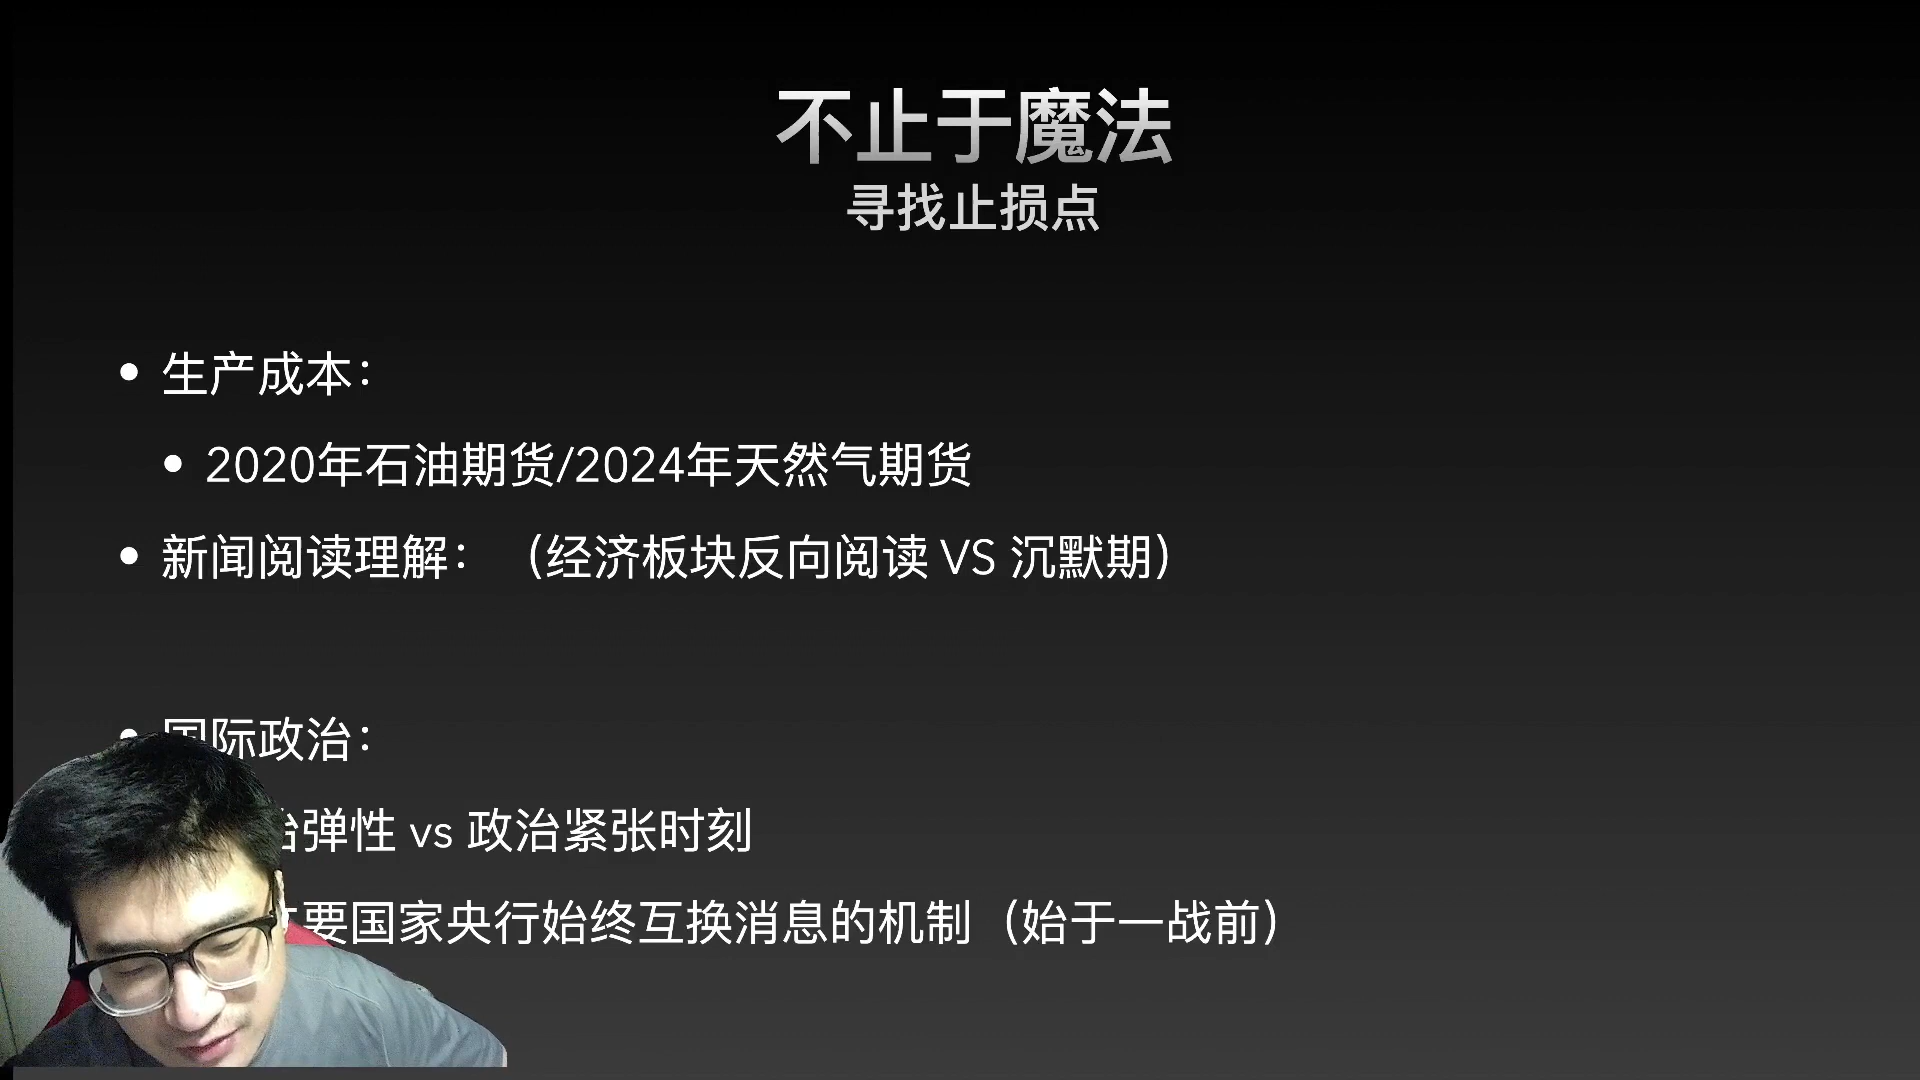 不止于魔法
寻找止损点
生产成本：
2020年石油期货/2024年天然气期货
新闻阅读理解：（经济板块反向阅读 VS 沉默期）
国际政治：
弹性 vs 政治紧张时刻
要国家央行始终互换消息的机制（始于一战前）